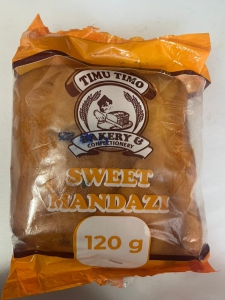 TIMU TIMO
BAKERY &
CONFECTIONERY
SWEET
MANDAZI
120 g